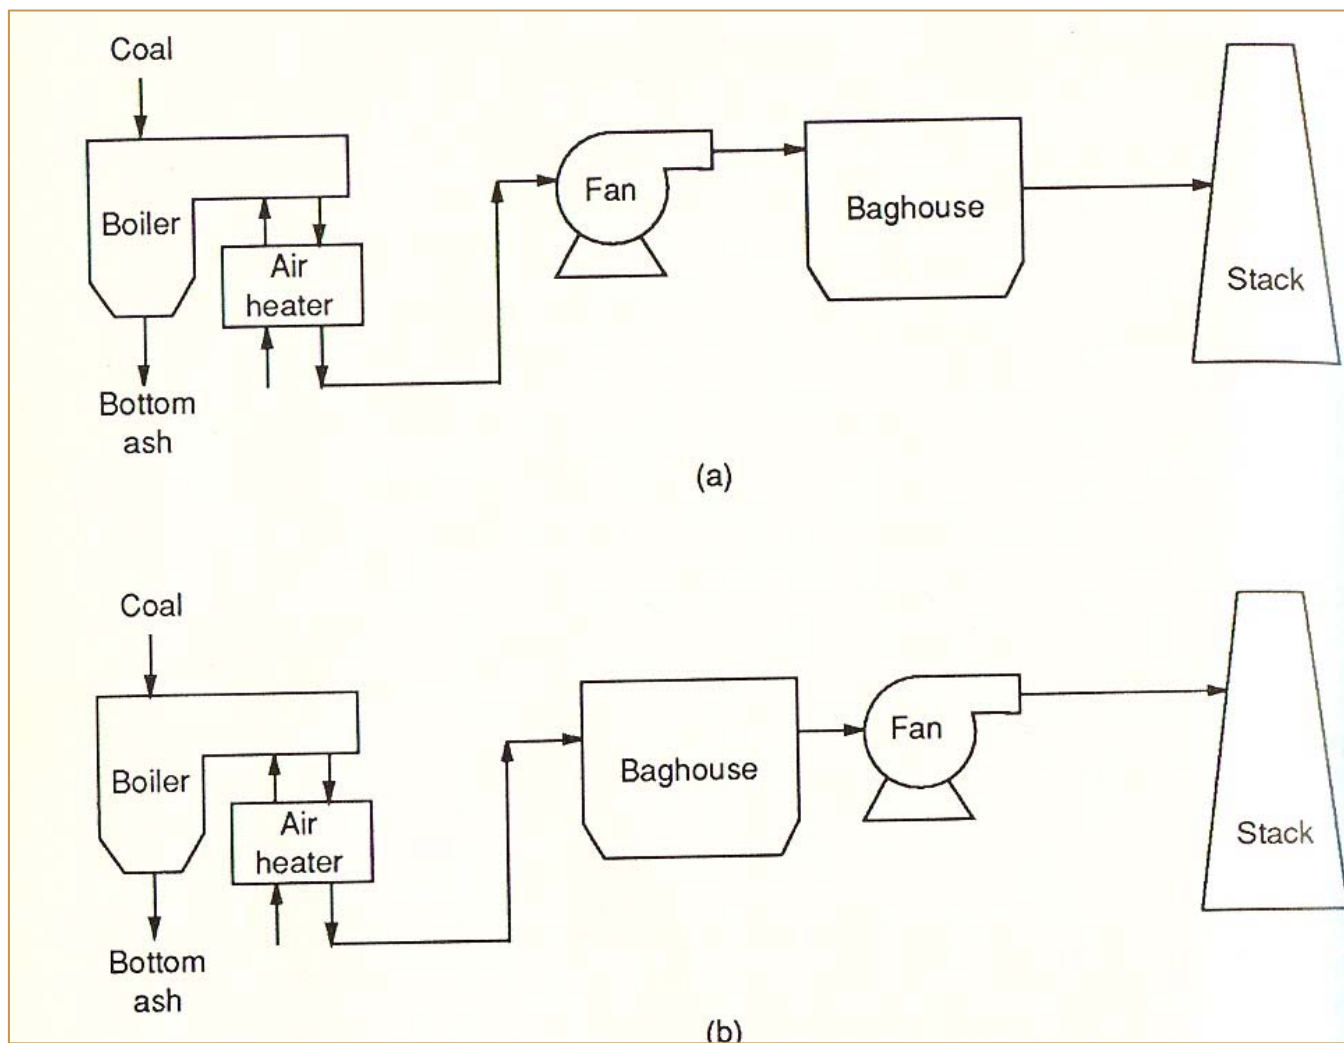 Coal
Boiler
Air
heater
Bottom
ash
Fan
Baghouse
Stack
(a)
Coal
Boiler
Air
heater
Bottom
ash
Baghouse
Fan
Stack
(b)